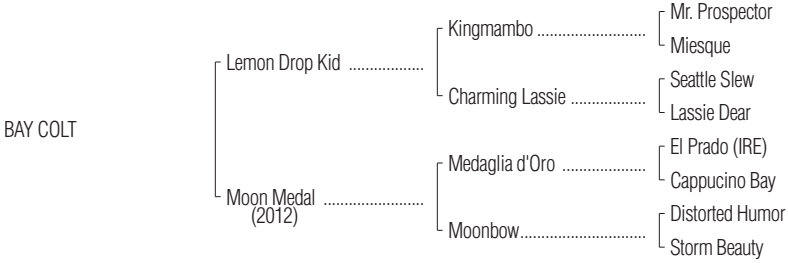 Mr. Prospector
Kingmambo ..........................
Miesque
Lemon Drop Kid ..................
Seattle Slew
Charming Lassie ..................
Lassie Dear
BAY COLT
El Prado (IRE)
Medaglia d'Oro ....................
Cappucino Bay
Moon Medal ........................
(2012)
Distorted Humor
Moonbow..............................
Storm Beauty